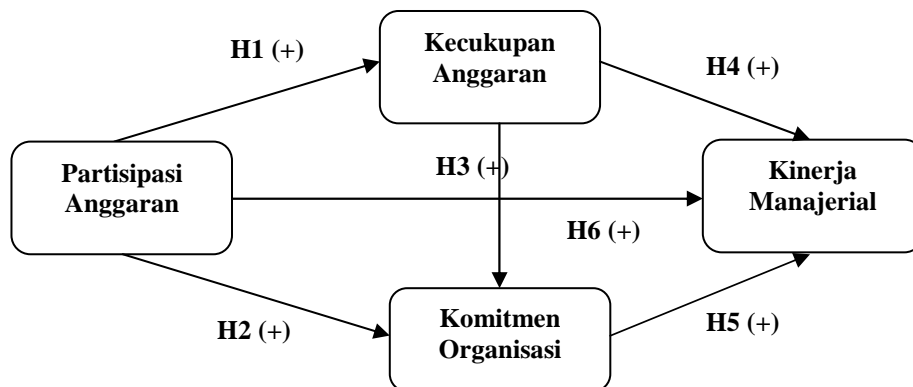 H1 (+)
Kecukupan
Anggaran
H4 (+)
Partisipasi
Anggaran
H3 (+)
Kinerja
Manajerial
H6 (+)
H2 (+)
Komitmen
Organisasi
H5 (+)